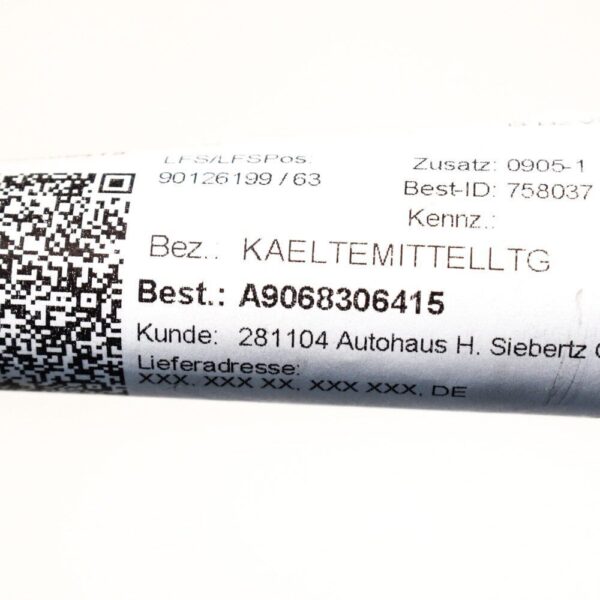 LFS/LFSPos.
90126199 / 63
Zusatz: 0905-1
Best-ID: 758037
Kennz.:
Bez.: KAELTEMITTELLTG
Best.: A9068306415
Kunde: 281104 Autohaus H. Siebertz
Lieferadresse:
XXX. XXX XX. XXX XXX, DE